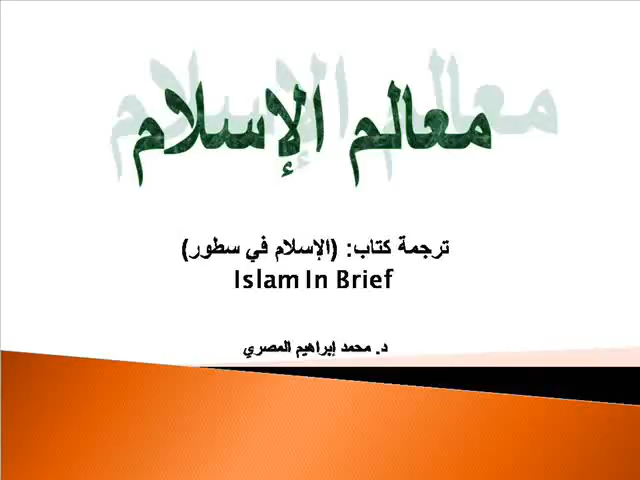 معالم الإسلام
ترجمة كتاب: (الإسلام في سطور)
Islam In Brief
د. محمد إبراهيم المصري